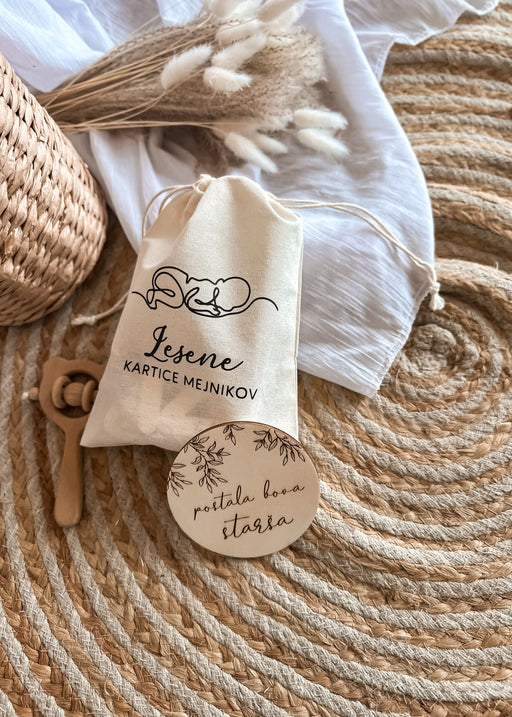 Lesene
KARTICE MEJNIKOV
postala bova
starša